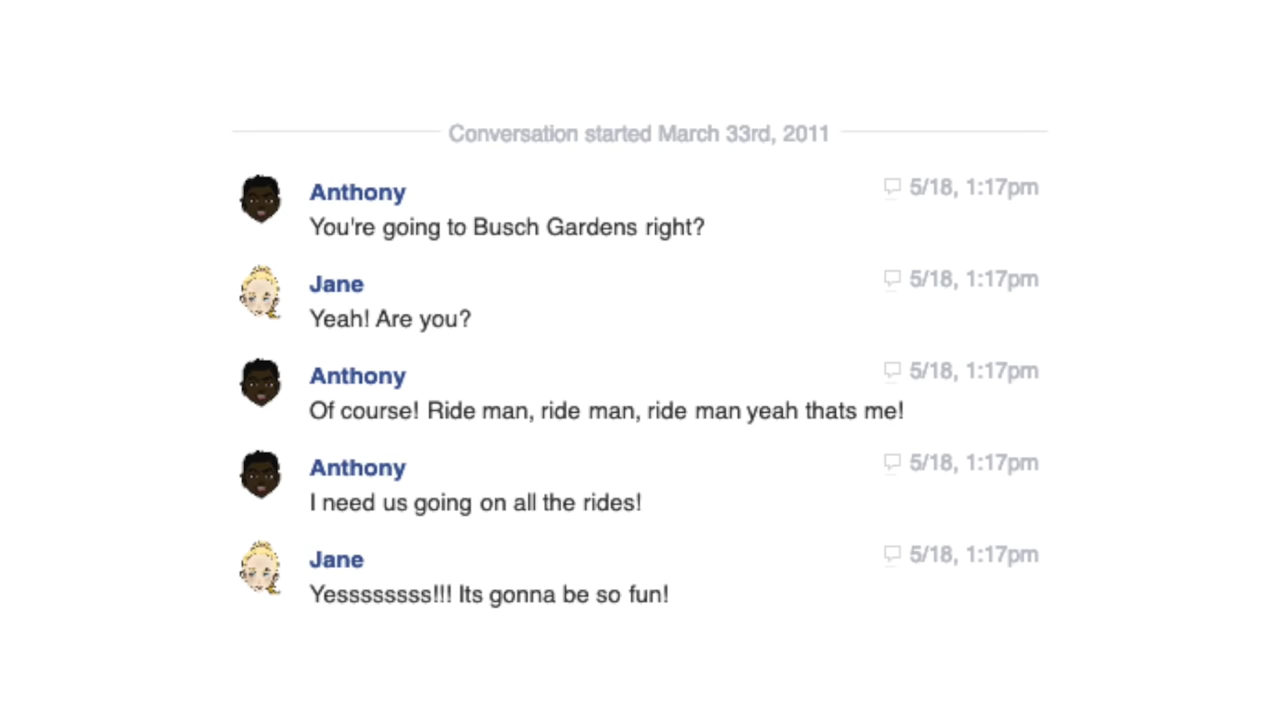 Conversation started March 33rd, 2011
Anthony
5/18, 1:17pm
You're going to Busch Gardens right?
Jane
5/18, 1:17pm
Yeah! Are you?
Anthony
5/18, 1:17pm
Of course! Ride man, ride man, ride man yeah thats me!
Anthony
5/18, 1:17pm
I need us going on all the rides!
Jane
5/18, 1:17pm
Yesssssssss!!! Its gonna be so fun!